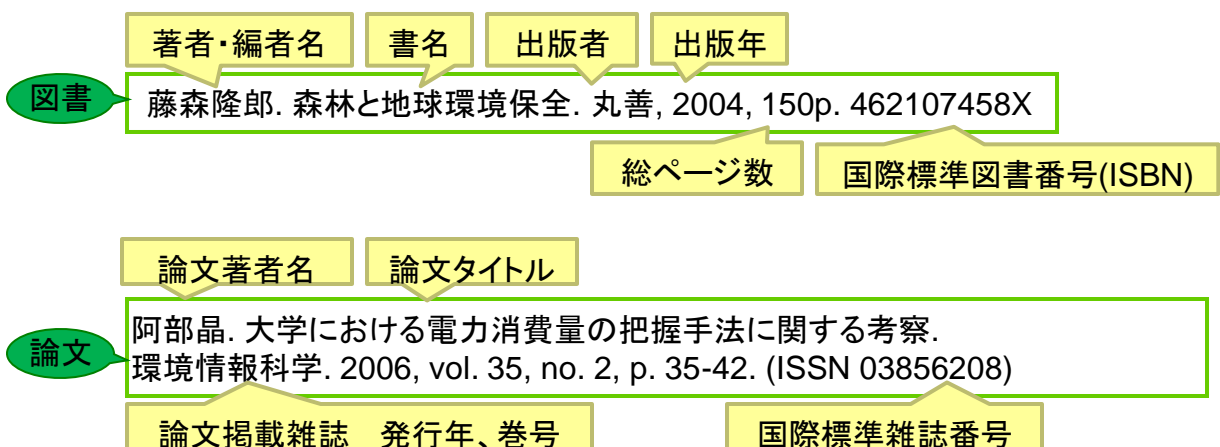 著者・編者名 書名 出版者 出版年
図書
藤森隆郎. 森林と地球環境保全. 丸善, 2004, 150p. 462107458X
総ページ数 国際標準図書番号(ISBN)
論文著者名 論文タイトル
論文
阿部晶. 大学における電力消費量の把握手法に関する考察.
環境情報科学. 2006, vol. 35, no. 2, p. 35-42. (ISSN 03856208)
論文掲載雑誌 発行年、巻号 国際標準雑誌番号